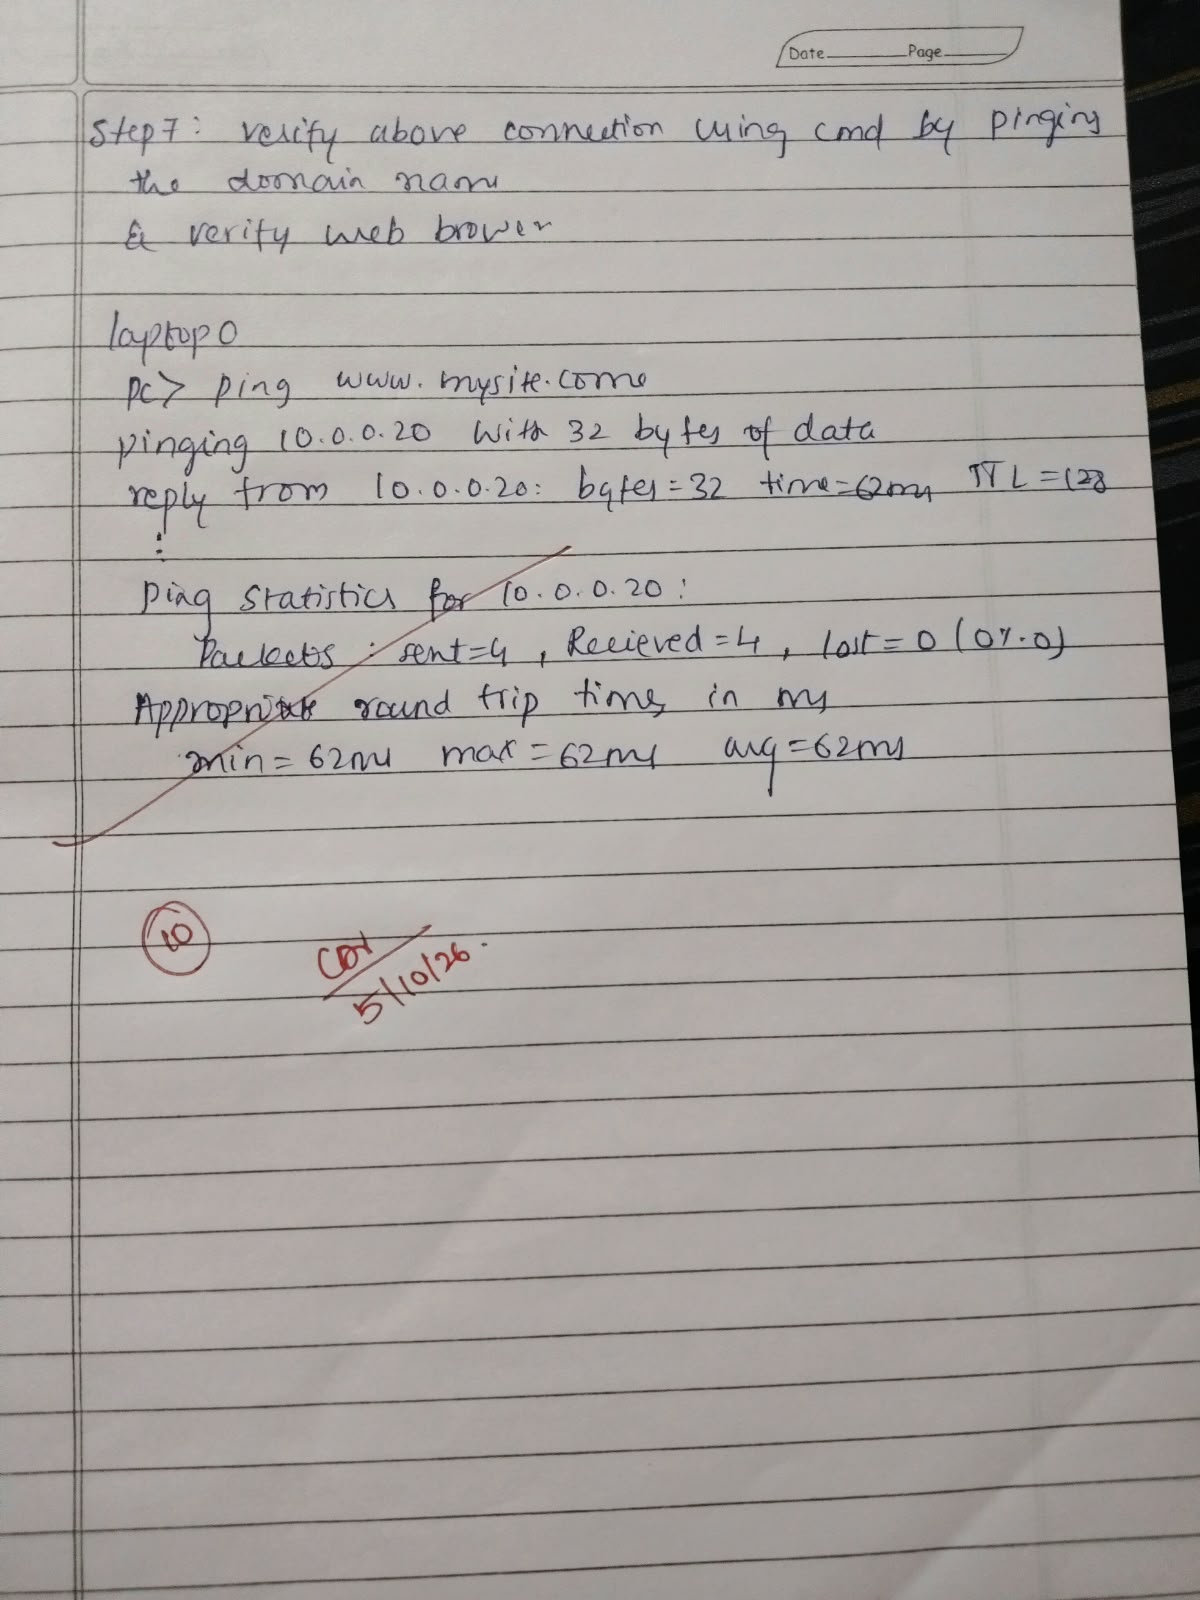 Date Page
Step 7: verify above connection using cmd by pinging
the domain name
& verify web brower
laptop 0
PC> ping www.mysite.come
pinging 10.0.0.20 with 32 bytes of data
reply from 10.0.0.20: bytes=32 time=62ms TTL=128
:
Ping Statistics for 10.0.0.20:
Packets: sent=4, Recieved=4, lost=0 (0%.0)
Appropriate round trip times in ms
min=62ms max=62ms avg=62ms
10
5/10/26.